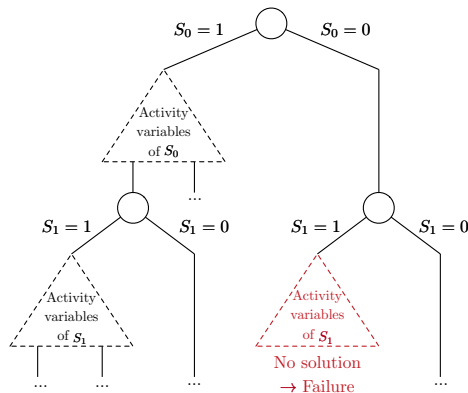 S₀ = 1
S₀ = 0
Activity
variables
of S₀
...
S₁ = 1
S₁ = 0
S₁ = 1
S₁ = 0
Activity
variables
of S₁
Activity
variables
of S₁
...
...
...
No solution
→ Failure
...